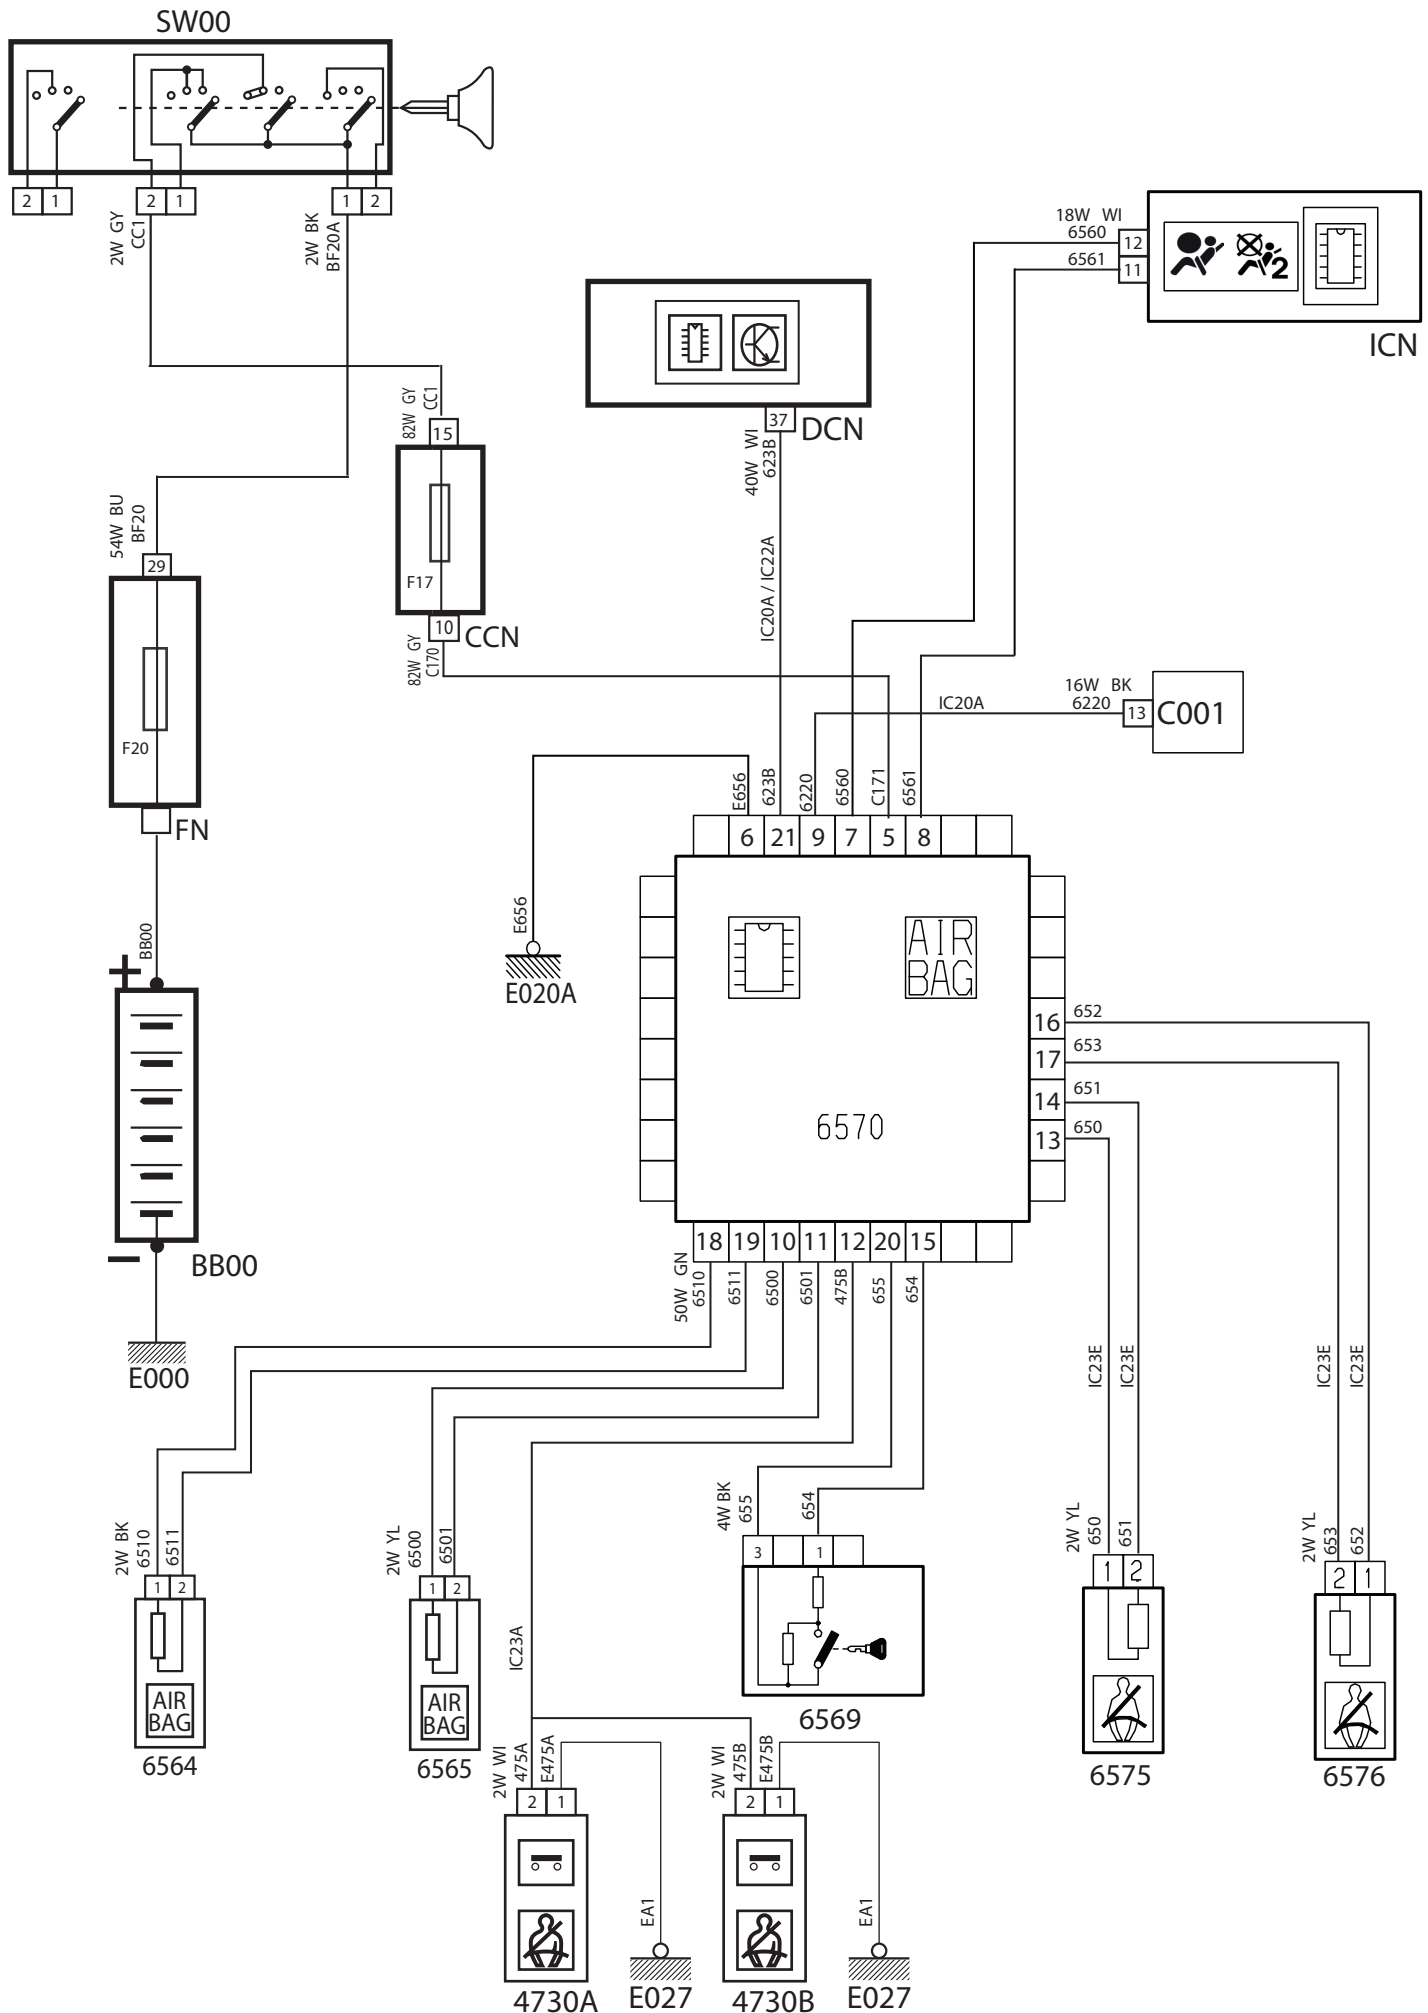 SW00
2 1
2 1
1 2
2W GY
CC1
2W BK
BF20A
18W WI
6560
12
6561
11
2
ICN
37
DCN
40W WI
623B
IC20A / IC22A
82W GY
CC1
15
F17
10
CCN
82W GY
C170
54W BU
BF20
29
F20
FN
BB00
+
−
BB00
E000
16W BK
IC20A
6220
13
C001
E656
623B
6220
6560
C171
6561
6 21 9 7 5 8
E656
E020A
AIR
BAG
6570
16
652
17
653
14
651
13
650
18 19 10 11 12 20 15
50W GN
6510
6511
6500
6501
475B
655
654
IC23E
IC23E
IC23E
IC23E
2W BK
6510
6511
1 2
AIR
BAG
6564
2W YL
6500
6501
1 2
AIR
BAG
6565
4W BK
655
654
3 1
6569
2W YL
650
651
1 2
6575
2W YL
653
652
2 1
6576
IC23A
2W WI
475A
E475A
2 1
4730A
EA1
E027
2W WI
475B
E475B
2 1
4730B
EA1
E027